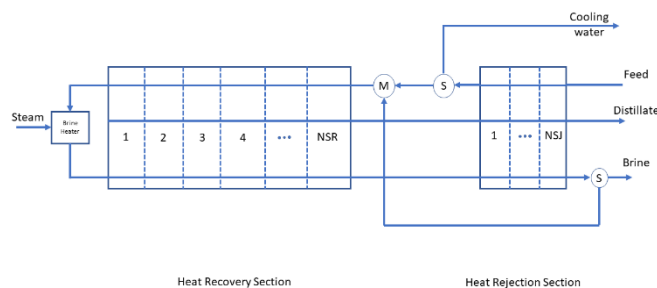 Cooling
water
Feed
M
S
Steam
Brine
Heater
Distillate
1
2
3
4
...
NSR
1
...
NSJ
S
Brine
Heat Recovery Section
Heat Rejection Section